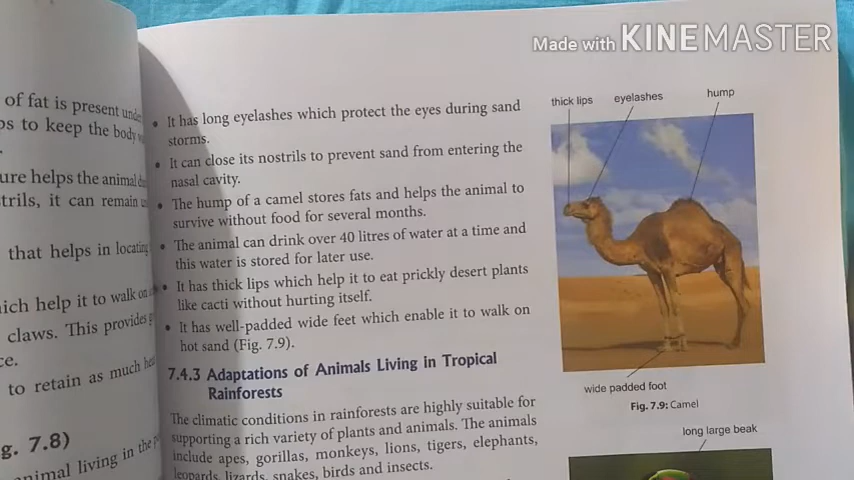 Made with KINEMASTER
of fat is present under
to keep the body
helps the animal
it can remain
that helps in locating
help it to walk on
claws. This provides
to retain as much heat
g. 7.8)
living in the
• It has long eyelashes which protect the eyes during sand
storms.
• It can close its nostrils to prevent sand from entering the
nasal cavity.
• The hump of a camel stores fats and helps the animal to
survive without food for several months.
• The animal can drink over 40 litres of water at a time and
this water is stored for later use.
• It has thick lips which help it to eat prickly desert plants
like cacti without hurting itself.
• It has well-padded wide feet which enable it to walk on
hot sand (Fig. 7.9).
7.4.3 Adaptations of Animals Living in Tropical
Rainforests
The climatic conditions in rainforests are highly suitable for
supporting a rich variety of plants and animals. The animals
include apes, gorillas, monkeys, lions, tigers, elephants,
leopards, lizards, snakes, birds and insects.
thick lips
eyelashes
hump
wide padded foot
Fig. 7.9: Camel
long large beak